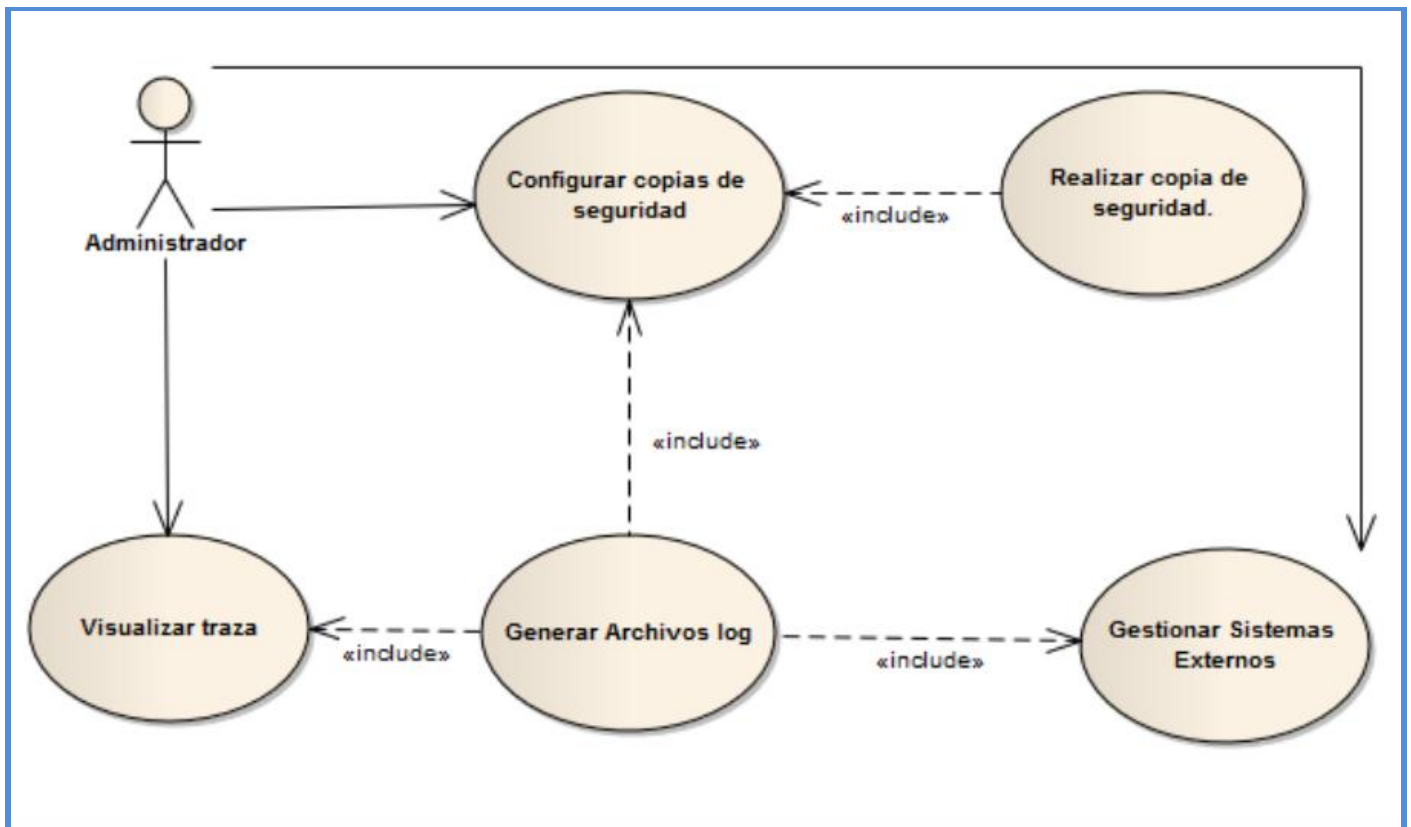 Administrador
Configurar copias de
seguridad
Realizar copia de
seguridad.
«include»
«include»
Visualizar traza
«include»
Generar Archivos log
«include»
Gestionar Sistemas
Externos